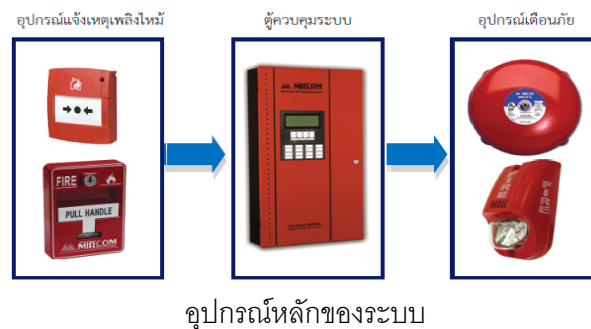 อุปกรณ์แจ้งเหตุเพลิงไหม้
ตู้ควบคุมระบบ
อุปกรณ์เตือนภัย
FIRE
PULL HANDLE
MIRCOM
MIRCOM
FIRE
FIRE
อุปกรณ์หลักของระบบ